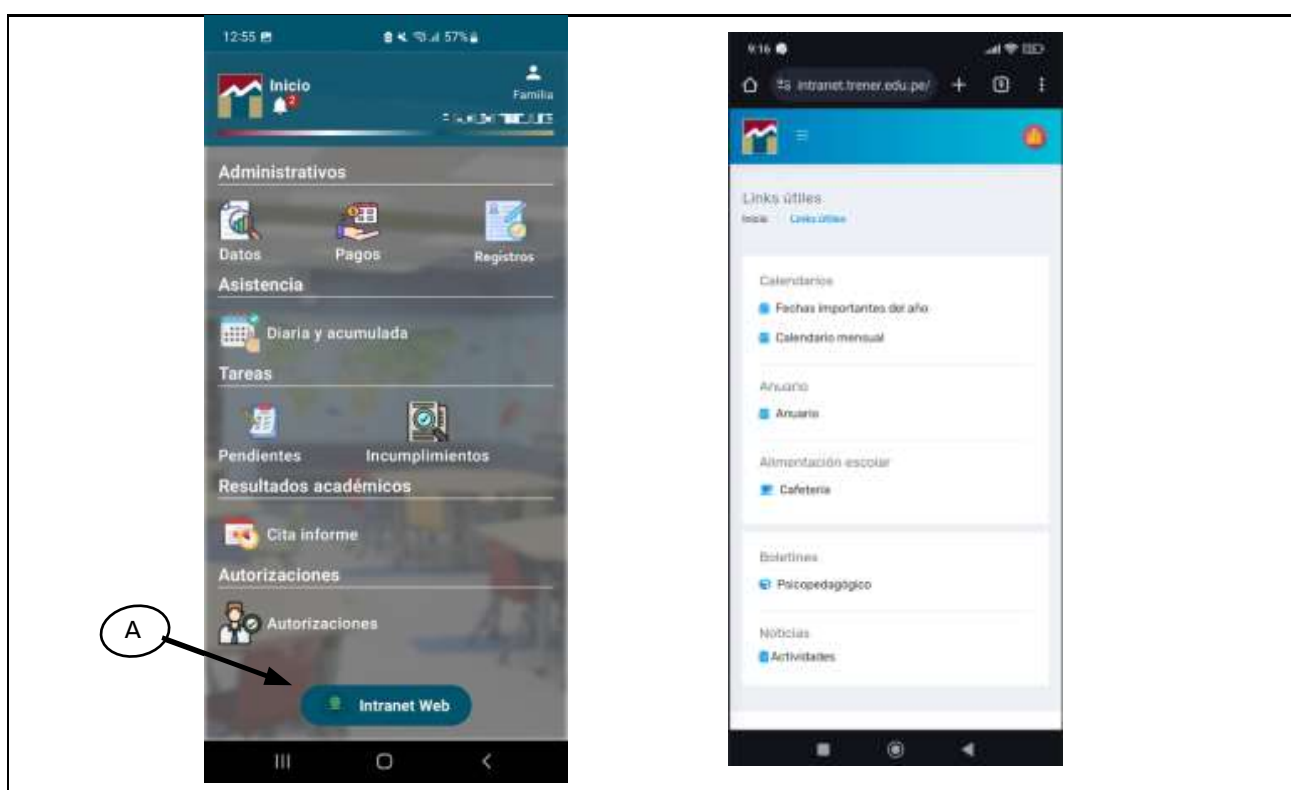 12:55 57%
Inicio
2
Familia
Administrativos
Datos Pagos Registros
Asistencia
Diaria y acumulada
Tareas
Pendientes Incumplimientos
Resultados académicos
Cita informe
Autorizaciones
Autorizaciones
A
Intranet Web
9:16
intranet.trener.edu.pe/
Links útiles
Inicio Links útiles
Calendarios
Fechas importantes del año
Calendario mensual
Anuario
Anuario
Alimentación escolar
Cafetería
Boletines
Psicopedagógico
Noticias
Actividades